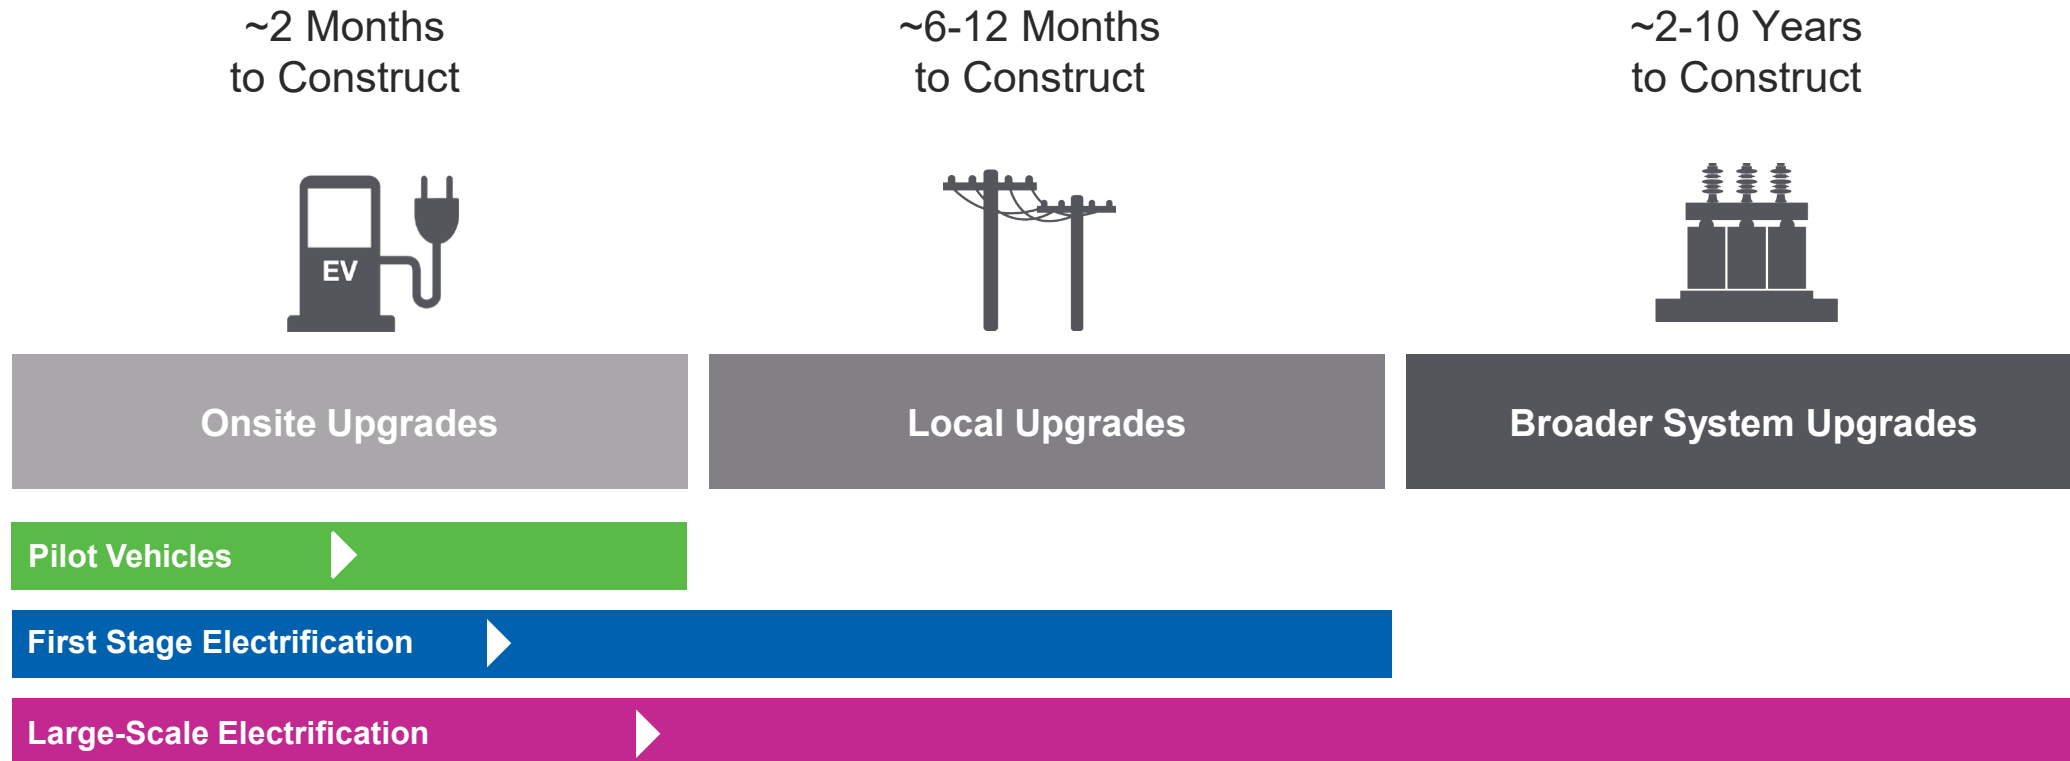 ~2 Months
to Construct
~6-12 Months
to Construct
~2-10 Years
to Construct
EV
Onsite Upgrades
Local Upgrades
Broader System Upgrades
Pilot Vehicles
First Stage Electrification
Large-Scale Electrification